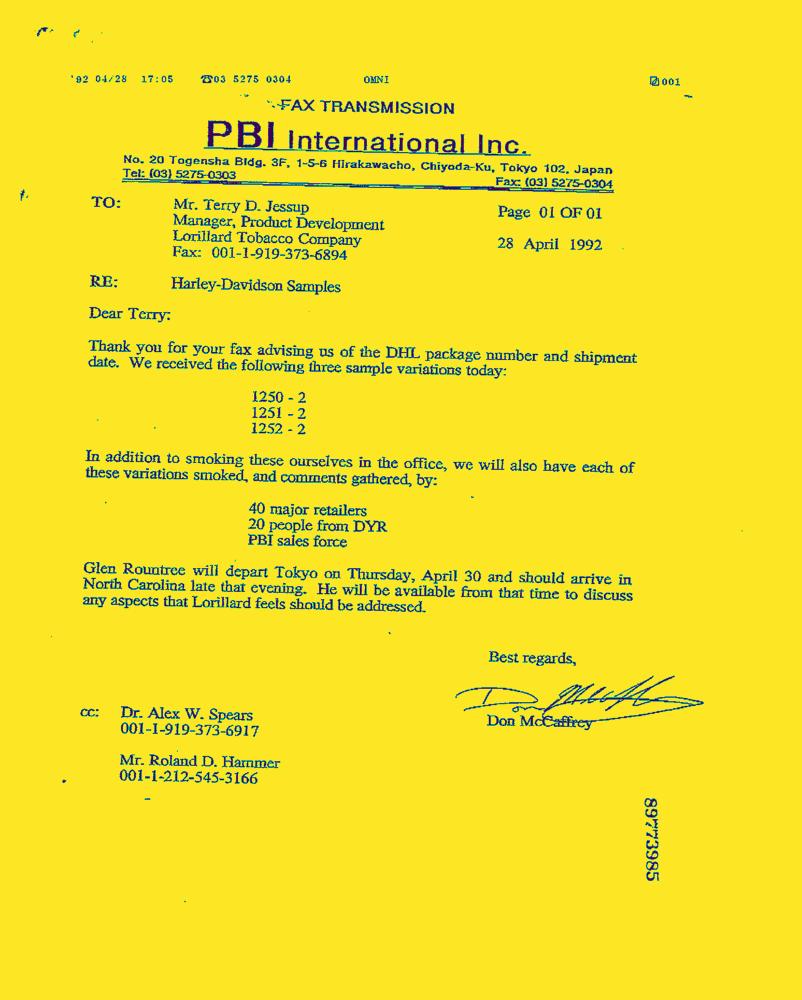 '92 04/28 17:05 ☎03 5275 0304 OMNI 001
FAX TRANSMISSION
PBI International Inc.
No. 20 Togensha Bldg. 3F, 1-5-6 Hirakawacho, Chiyoda-Ku, Tokyo 102, Japan
Tel: (03) 5275-0303 Fax: (03) 5275-0304
TO: Mr. Terry D. Jessup
Manager, Product Development
Lorillard Tobacco Company
Fax: 001-1-919-373-6894
Page 01 OF 01
28 April 1992
RE: Harley-Davidson Samples
Dear Terry:
Thank you for your fax advising us of the DHL package number and shipment
date. We received the following three sample variations today:
1250 - 2
1251 - 2
1252 - 2
In addition to smoking these ourselves in the office, we will also have each of
these variations smoked, and comments gathered, by:
40 major retailers
20 people from DYR
PBI sales force
Glen Rountree will depart Tokyo on Thursday, April 30 and should arrive in
North Carolina late that evening. He will be available from that time to discuss
any aspects that Lorillard feels should be addressed.
Best regards,
Don McCaffrey
cc: Dr. Alex W. Spears
001-1-919-373-6917
Mr. Roland D. Hammer
001-1-212-545-3166
89773985